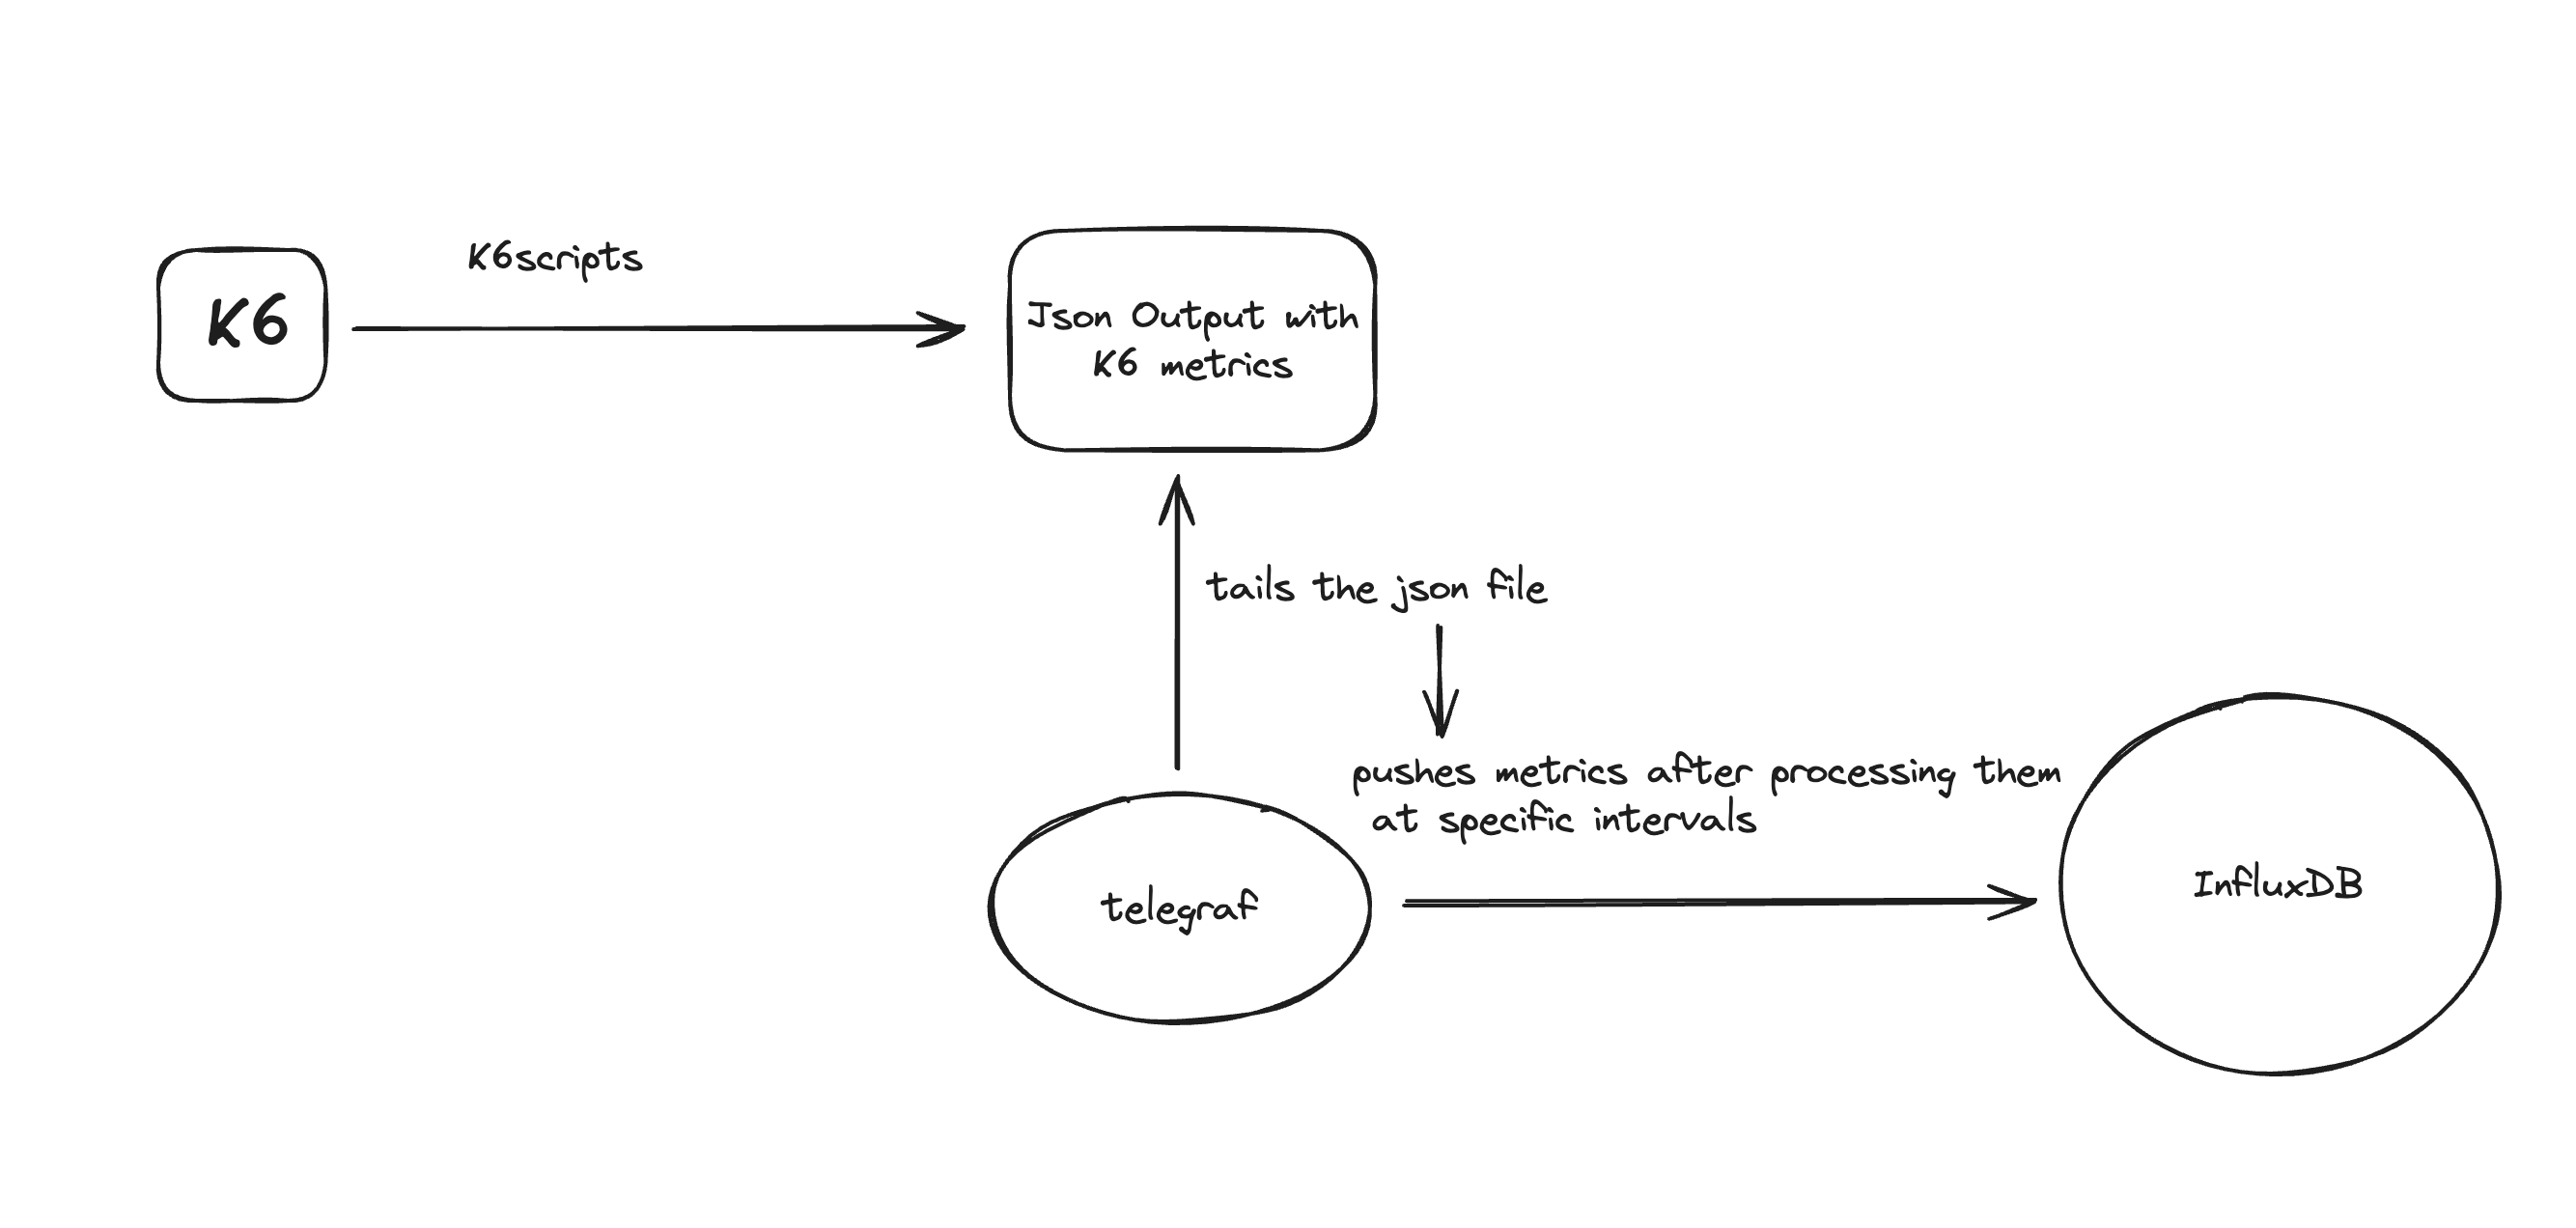 K6scripts
K6
Json Output with
K6 metrics
tails the json file
pushes metrics after processing them
at specific intervals
telegraf
InfluxDB